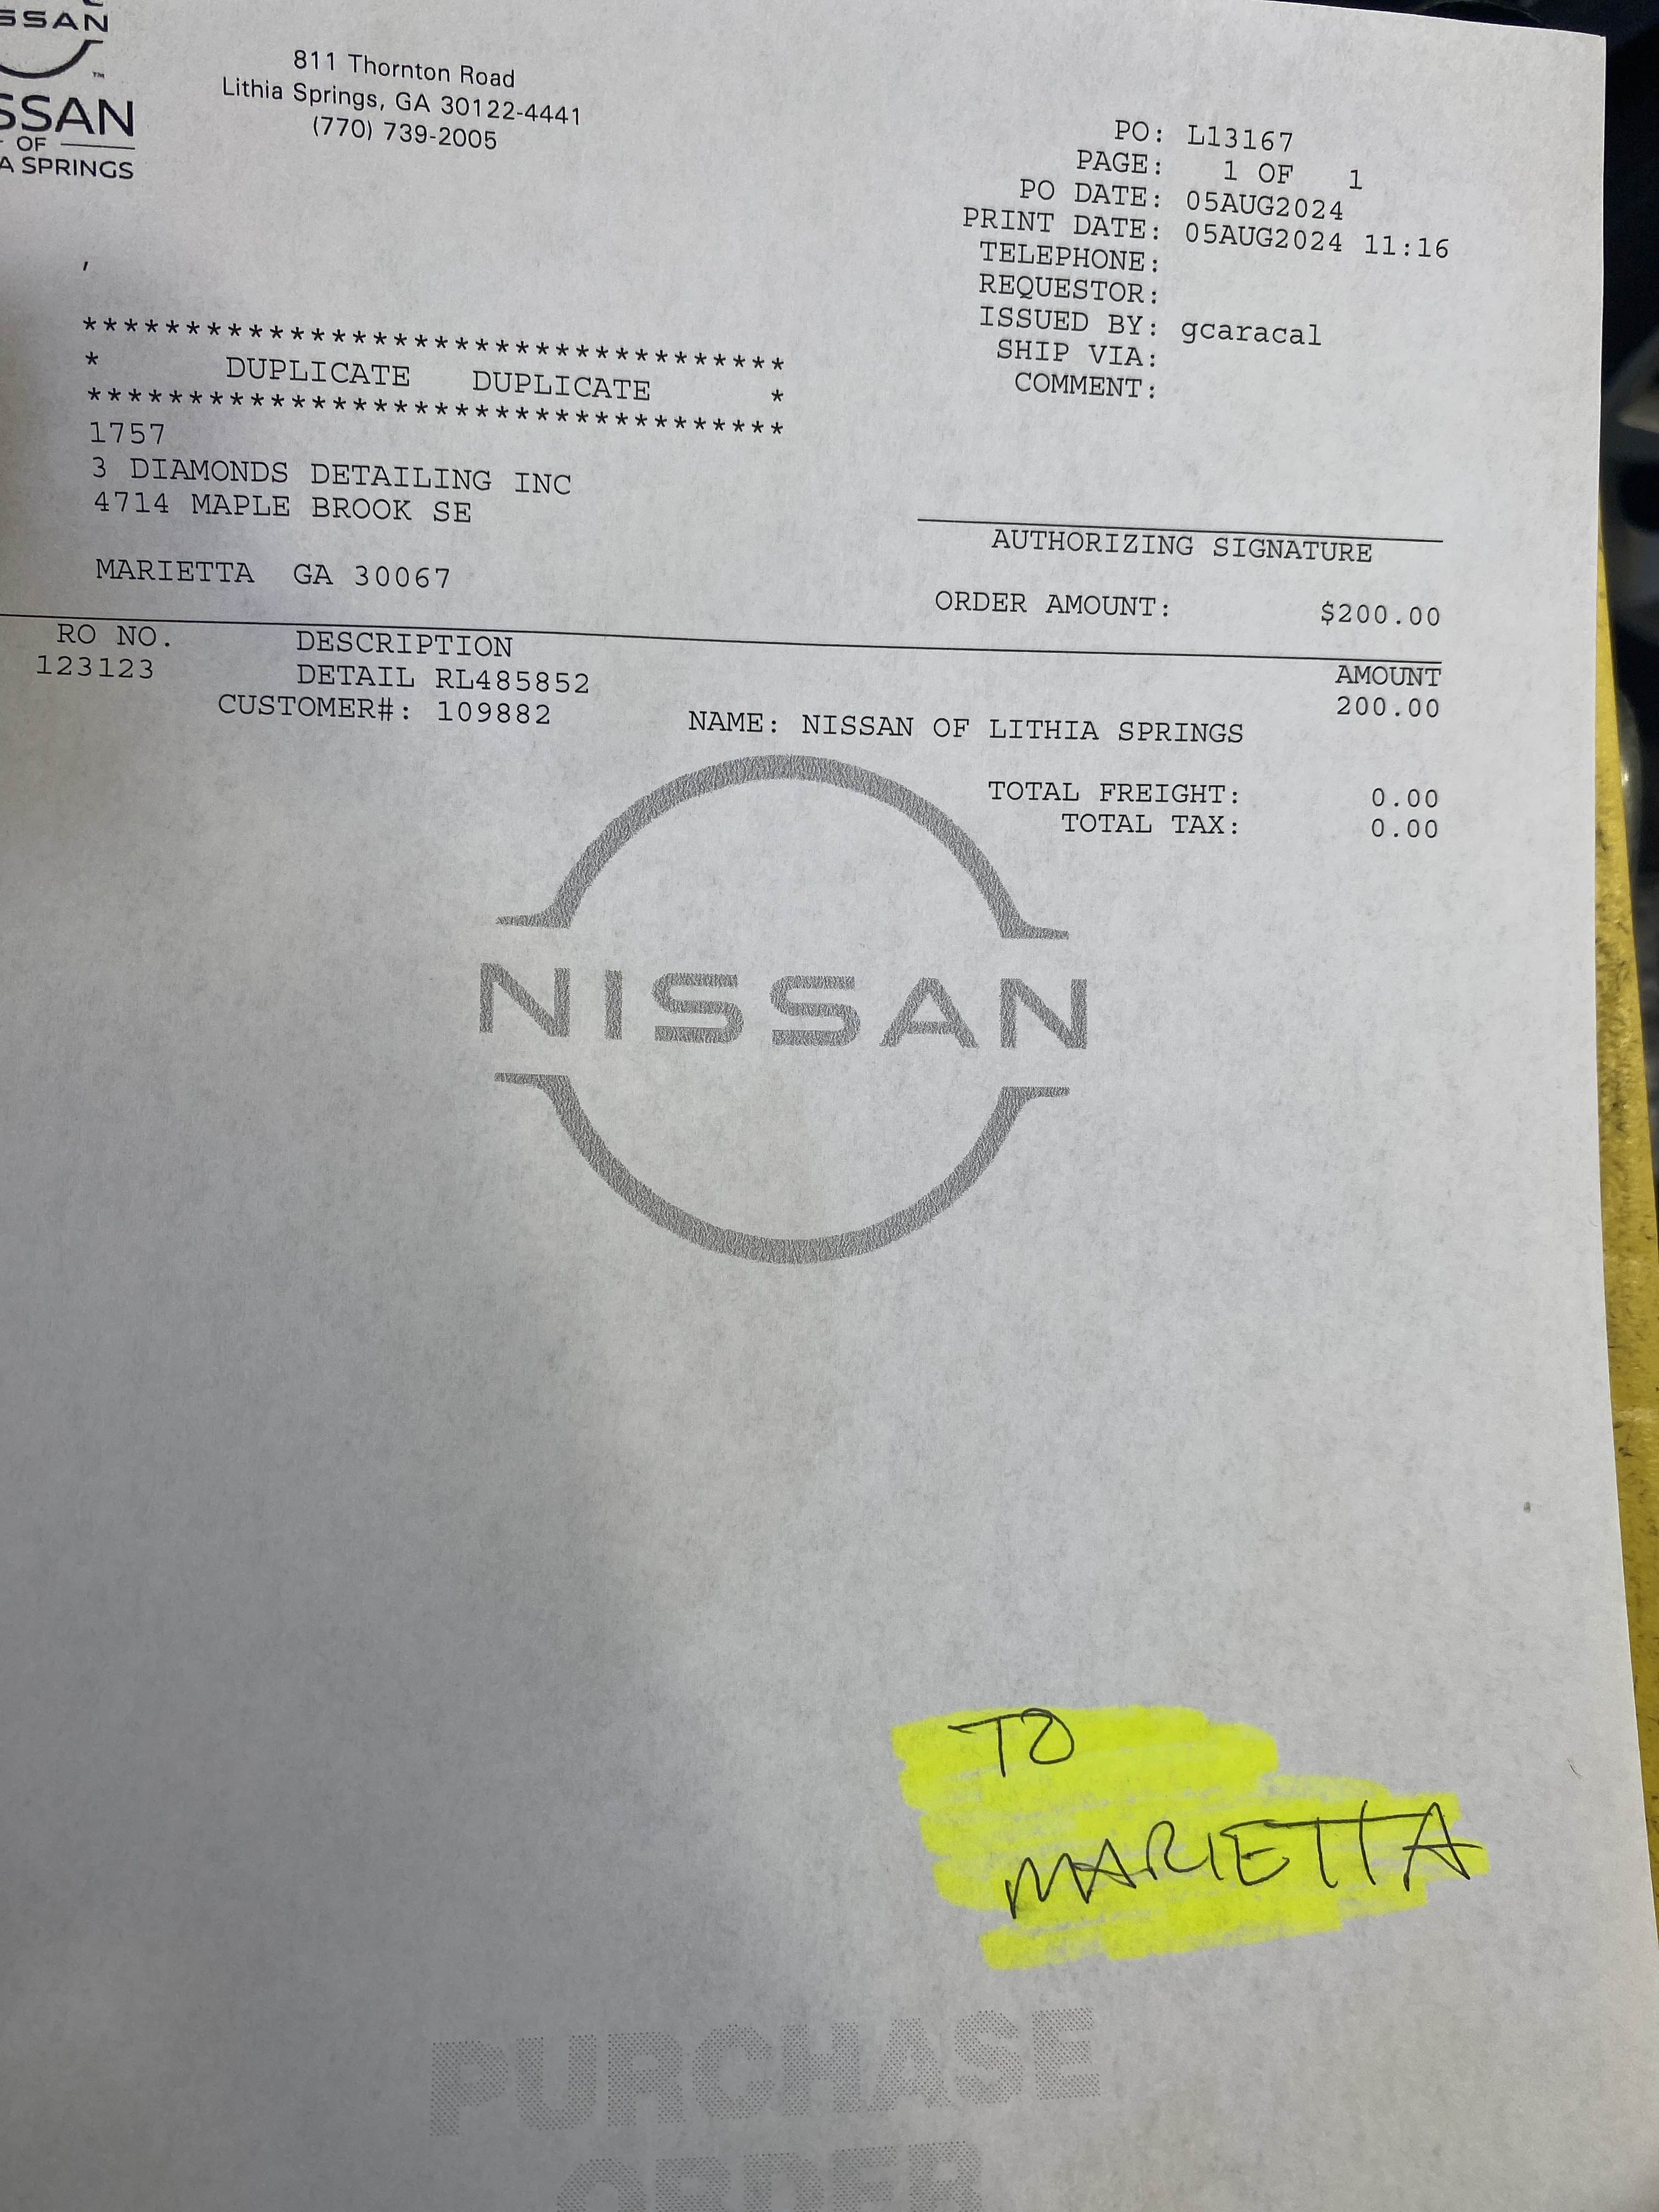 811 Thornton Road
Lithia Springs, GA 30122-4441
(770) 739-2005
SSAN
OF
A SPRINGS
PO: L13167
PAGE: 1 OF 1
PO DATE: 05AUG2024
PRINT DATE: 05AUG2024 11:16
TELEPHONE:
REQUESTOR:
ISSUED BY: gcaracal
SHIP VIA:
COMMENT:
,
***********************************
* DUPLICATE DUPLICATE *
***********************************
1757
3 DIAMONDS DETAILING INC
4714 MAPLE BROOK SE
MARIETTA GA 30067
AUTHORIZING SIGNATURE
ORDER AMOUNT: $200.00
RO NO. DESCRIPTION AMOUNT
123123 DETAIL RL485852 200.00
CUSTOMER#: 109882 NAME: NISSAN OF LITHIA SPRINGS
TOTAL FREIGHT: 0.00
TOTAL TAX: 0.00
NISSAN
TO
MARIETTA
PURCHASE
ORDER